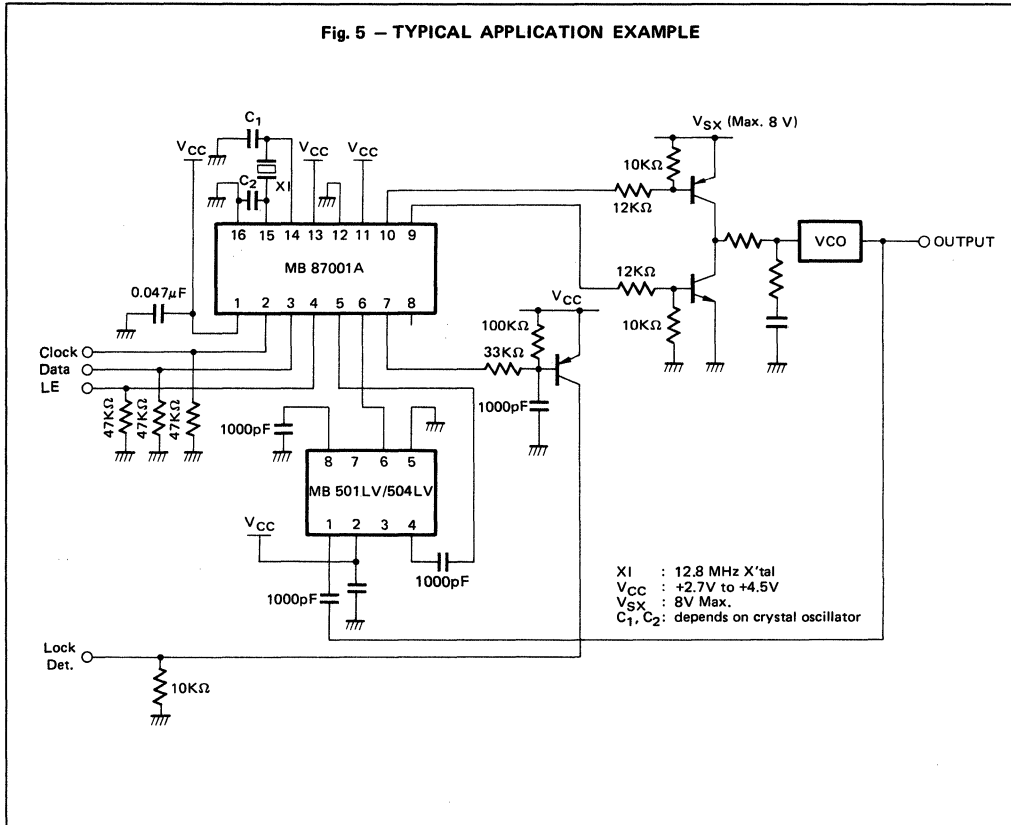 Fig. 5 – TYPICAL APPLICATION EXAMPLE
C1
VCC
VCC
VCC
VSX (Max. 8 V)
10KΩ
C2
XI
12KΩ
16 15 14 13 12 11 10 9
MB 87001A
1 2 3 4 5 6 7 8
VCO
OUTPUT
0.047μF
12KΩ
10KΩ
VCC
100KΩ
33KΩ
1000pF
Clock
Data
LE
47KΩ
47KΩ
47KΩ
1000pF
8 7 6 5
MB 501LV/504LV
1 2 3 4
VCC
1000pF
1000pF
XI : 12.8 MHz X'tal
VCC : +2.7V to +4.5V
VSX : 8V Max.
C1, C2: depends on crystal oscillator
Lock
Det.
10KΩ